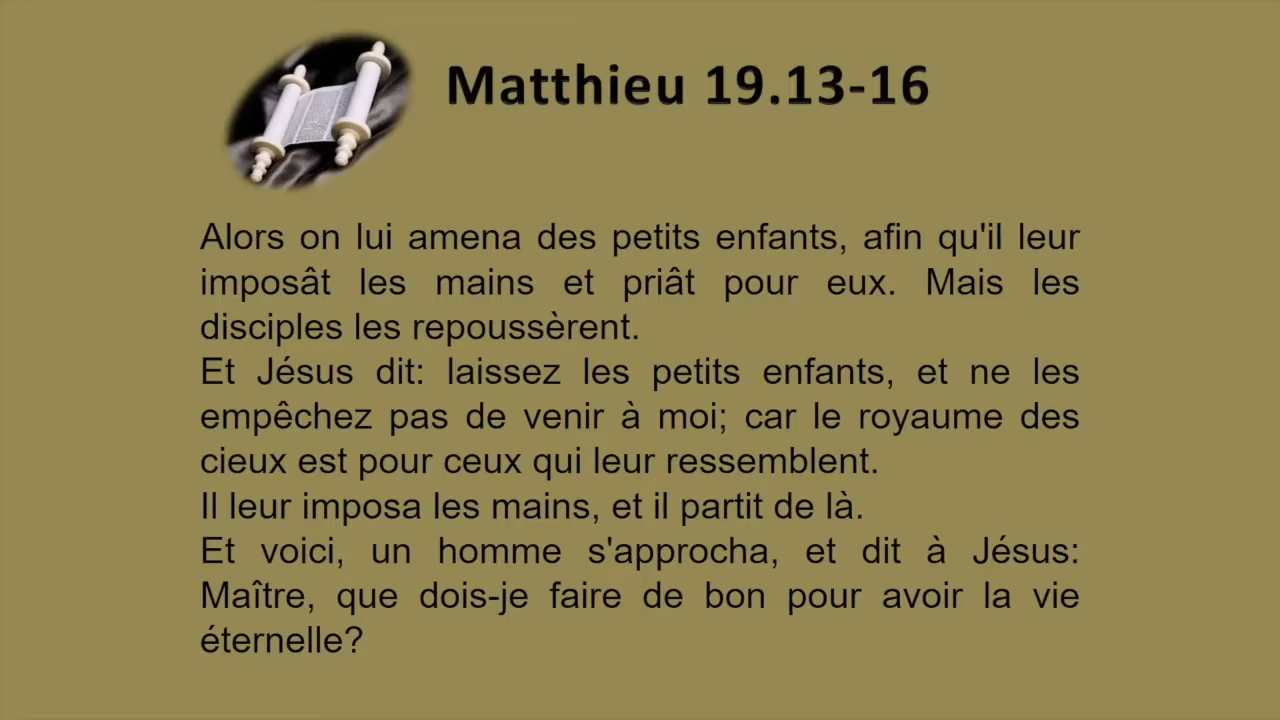 Matthieu 19.13-16
Alors on lui amena des petits enfants, afin qu'il leur
imposât les mains et priât pour eux. Mais les
disciples les repoussèrent.
Et Jésus dit: laissez les petits enfants, et ne les
empêchez pas de venir à moi; car le royaume des
cieux est pour ceux qui leur ressemblent.
Il leur imposa les mains, et il partit de là.
Et voici, un homme s'approcha, et dit à Jésus:
Maître, que dois-je faire de bon pour avoir la vie
éternelle?